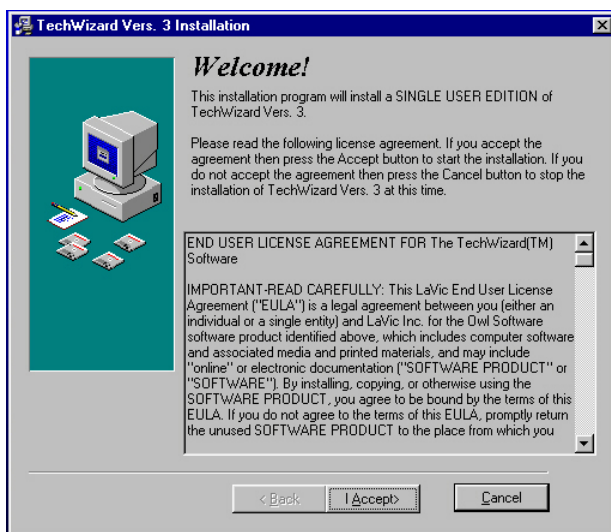 TechWizard Vers. 3 Installation
Welcome!
This installation program will install a SINGLE USER EDITION of
TechWizard Vers. 3.
Please read the following license agreement. If you accept the
agreement then press the Accept button to start the installation. If you
do not accept the agreement then press the Cancel button to stop the
installation of TechWizard Vers. 3 at this time.
END USER LICENSE AGREEMENT FOR The TechWizard(TM)
Software
IMPORTANT-READ CAREFULLY: This LaVic End User License
Agreement ("EULA") is a legal agreement between you (either an
individual or a single entity) and LaVic Inc. for the Owl Software
software product identified above, which includes computer software
and associated media and printed materials, and may include
"online" or electronic documentation ("SOFTWARE PRODUCT" or
"SOFTWARE"). By installing, copying, or otherwise using the
SOFTWARE PRODUCT, you agree to be bound by the terms of this
EULA. If you do not agree to the terms of this EULA, promptly return
the unused SOFTWARE PRODUCT to the place from which you
< Back
I Accept>
Cancel